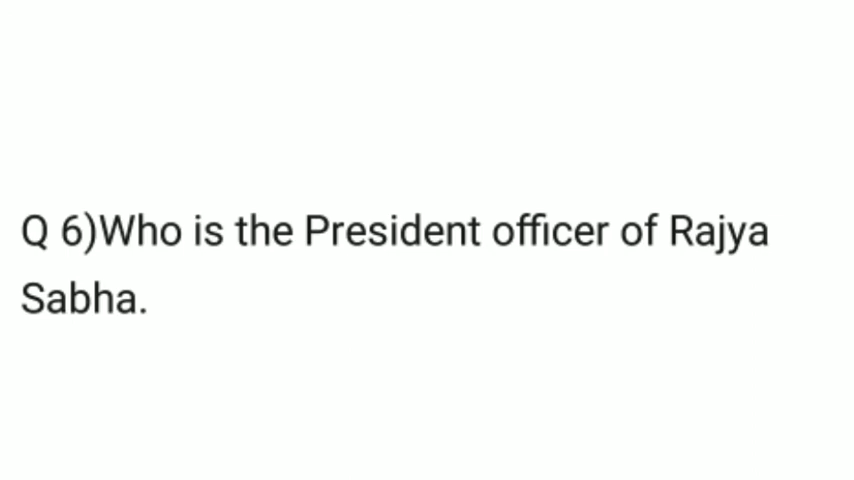 Q 6)Who is the President officer of Rajya
Sabha.